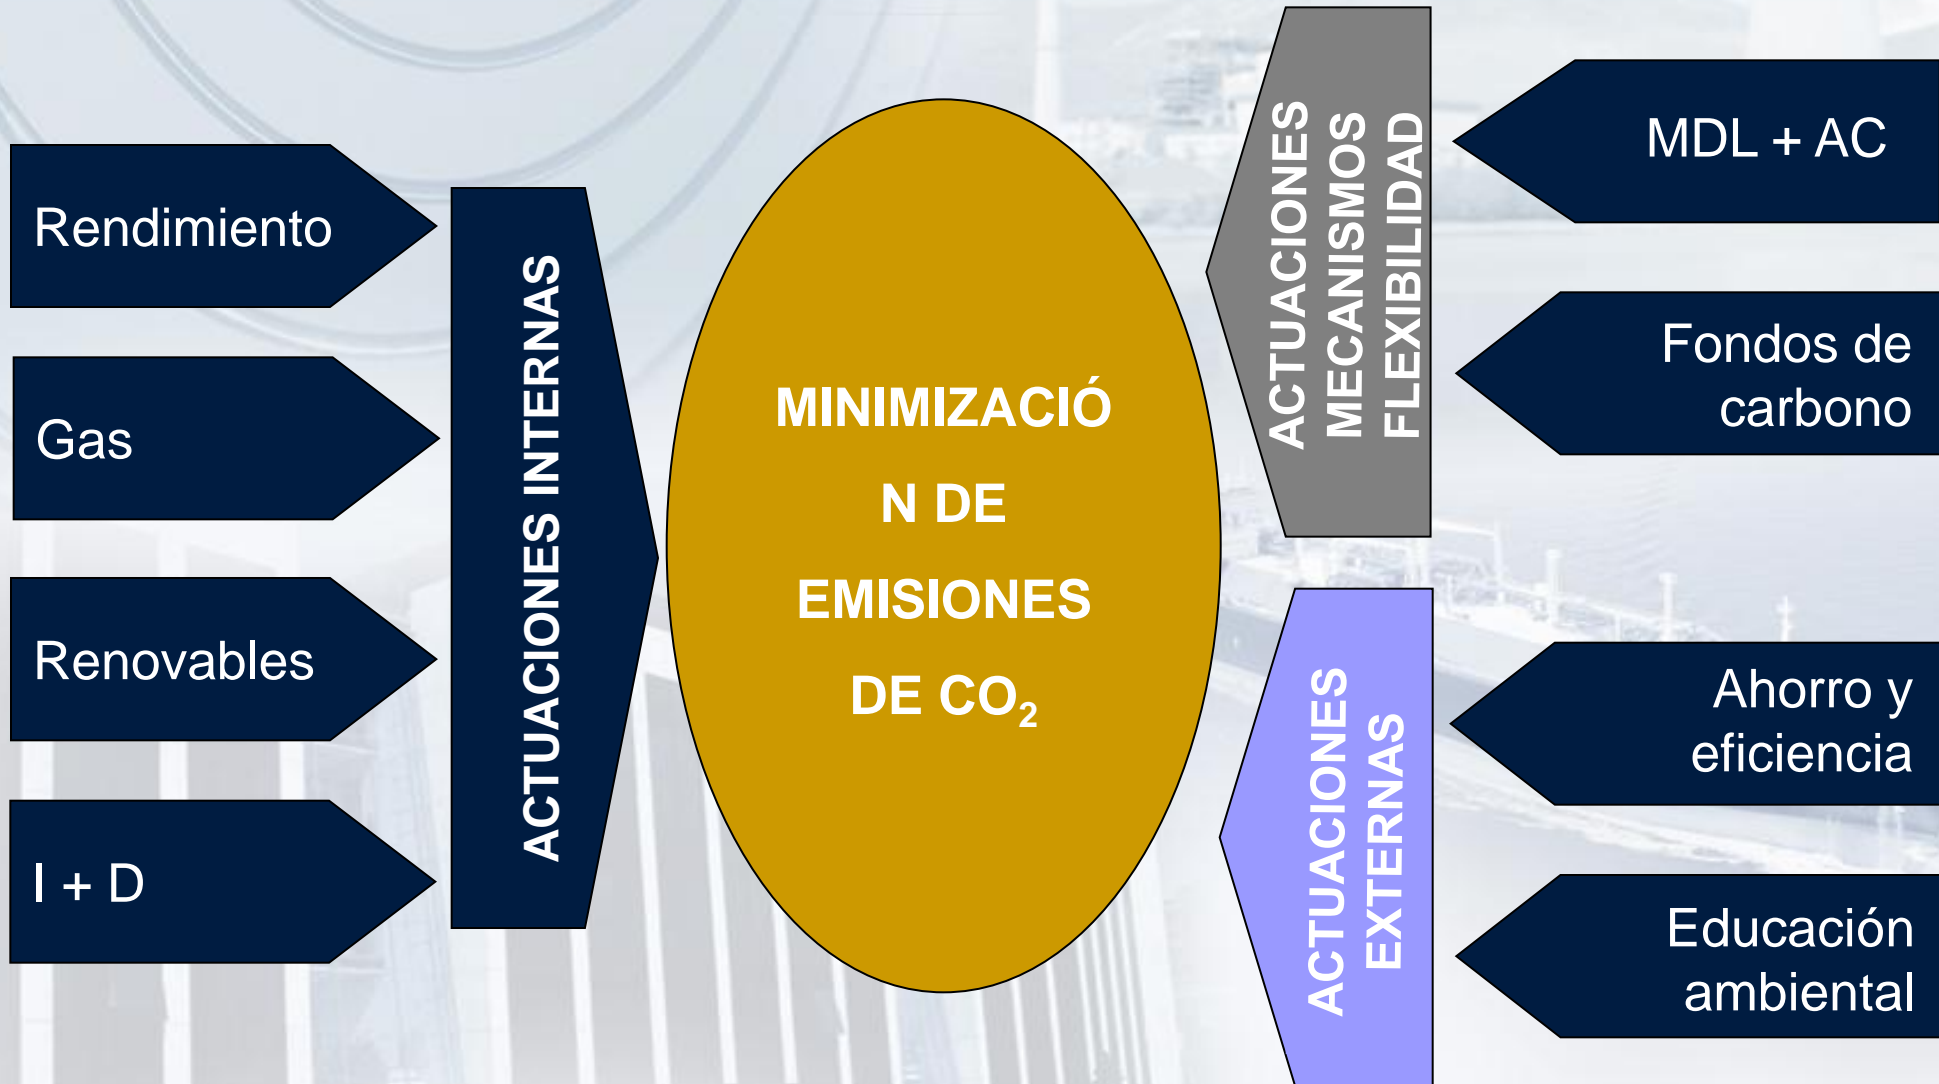 Rendimiento
Gas
Renovables
I + D
ACTUACIONES INTERNAS
MINIMIZACIÓ
N DE
EMISIONES
DE CO₂
ACTUACIONES
MECANISMOS
FLEXIBILIDAD
ACTUACIONES
EXTERNAS
MDL + AC
Fondos de
carbono
Ahorro y
eficiencia
Educación
ambiental